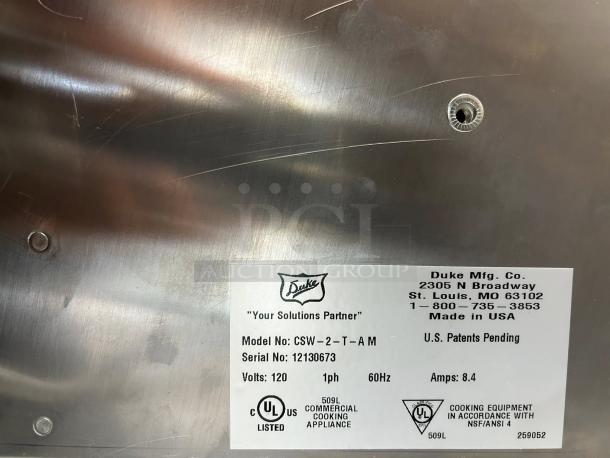 PCI
AUCTION GROUP
Duke
"Your Solutions Partner"
Duke Mfg. Co.
2305 N Broadway
St. Louis, MO 63102
1-800-735-3853
Made in USA
Model No: CSW-2-T-A M
U.S. Patents Pending
Serial No: 12130673
Volts: 120 1ph 60Hz Amps: 8.4
C UL US
LISTED
509L
COMMERCIAL
COOKING
APPLIANCE
UL
509L
COOKING EQUIPMENT
IN ACCORDANCE WITH
NSF/ANSI 4
259052